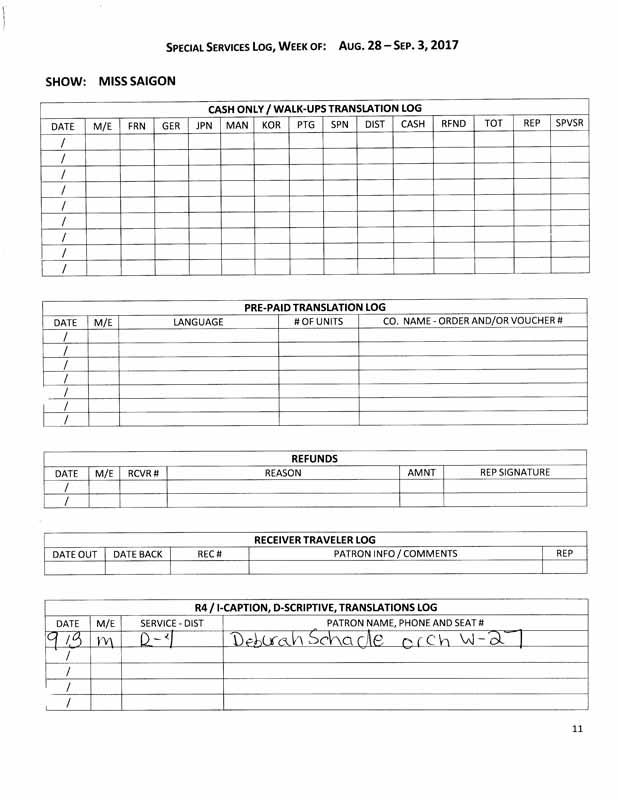 SPECIAL SERVICES LOG, WEEK OF: AUG. 28 – SEP. 3, 2017
SHOW: MISS SAIGON
CASH ONLY / WALK-UPS TRANSLATION LOG
DATE M/E FRN GER JPN MAN KOR PTG SPN DIST CASH RFND TOT REP SPVSR
/
/
/
/
/
/
/
/
/
PRE-PAID TRANSLATION LOG
DATE M/E LANGUAGE # OF UNITS CO. NAME - ORDER AND/OR VOUCHER #
/
/
/
/
/
/
/
REFUNDS
DATE M/E RCVR # REASON AMNT REP SIGNATURE
/
/
RECEIVER TRAVELER LOG
DATE OUT DATE BACK REC # PATRON INFO / COMMENTS REP
R4 / I-CAPTION, D-SCRIPTIVE, TRANSLATIONS LOG
DATE M/E SERVICE - DIST PATRON NAME, PHONE AND SEAT #
9/3 m Deborah Schadle orch W-27
/
/
/
/
11